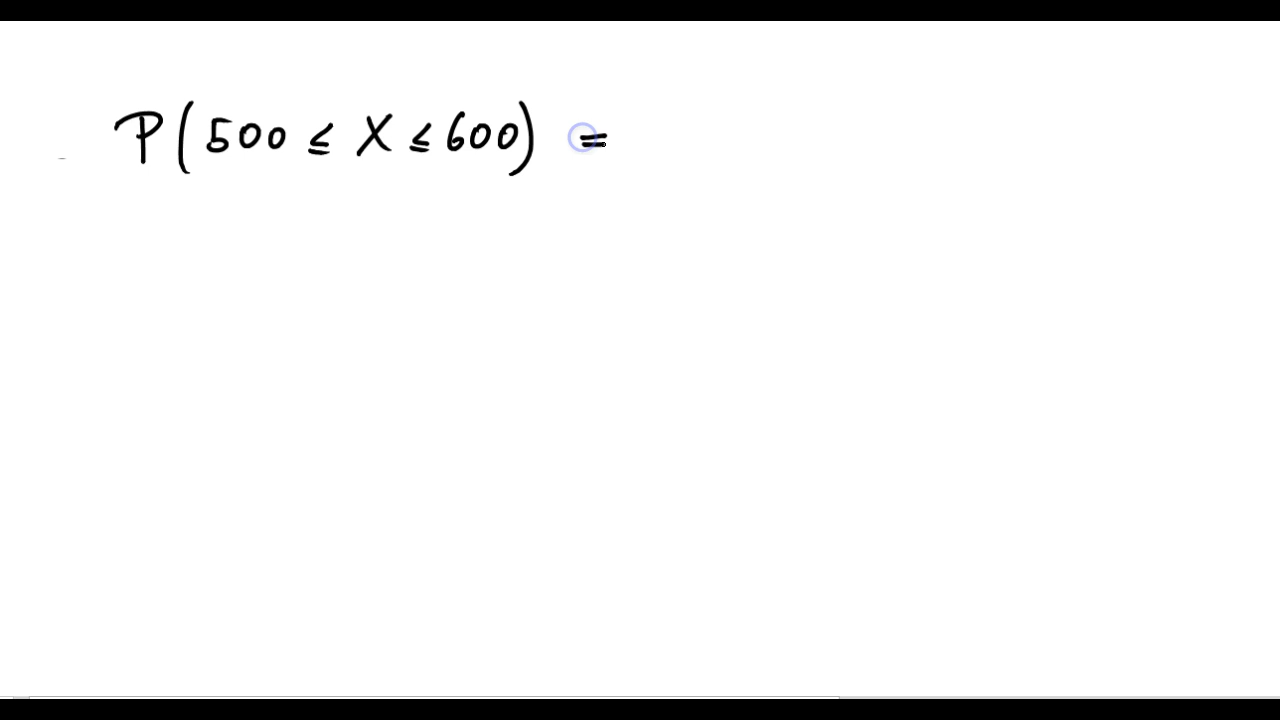 P(500 ≤ X ≤ 600) =